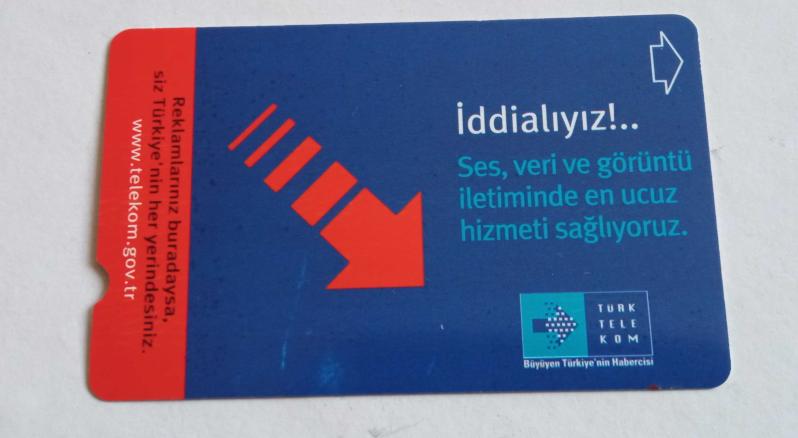 Reklamlarınız buradaysa,
siz Türkiye'nin her yerindesiniz.
www.telekom.gov.tr
İddialıyız!..
Ses, veri ve görüntü
iletiminde en ucuz
hizmeti sağlıyoruz.
TÜRK
TELE
KOM
Büyüyen Türkiye'nin Habercisi